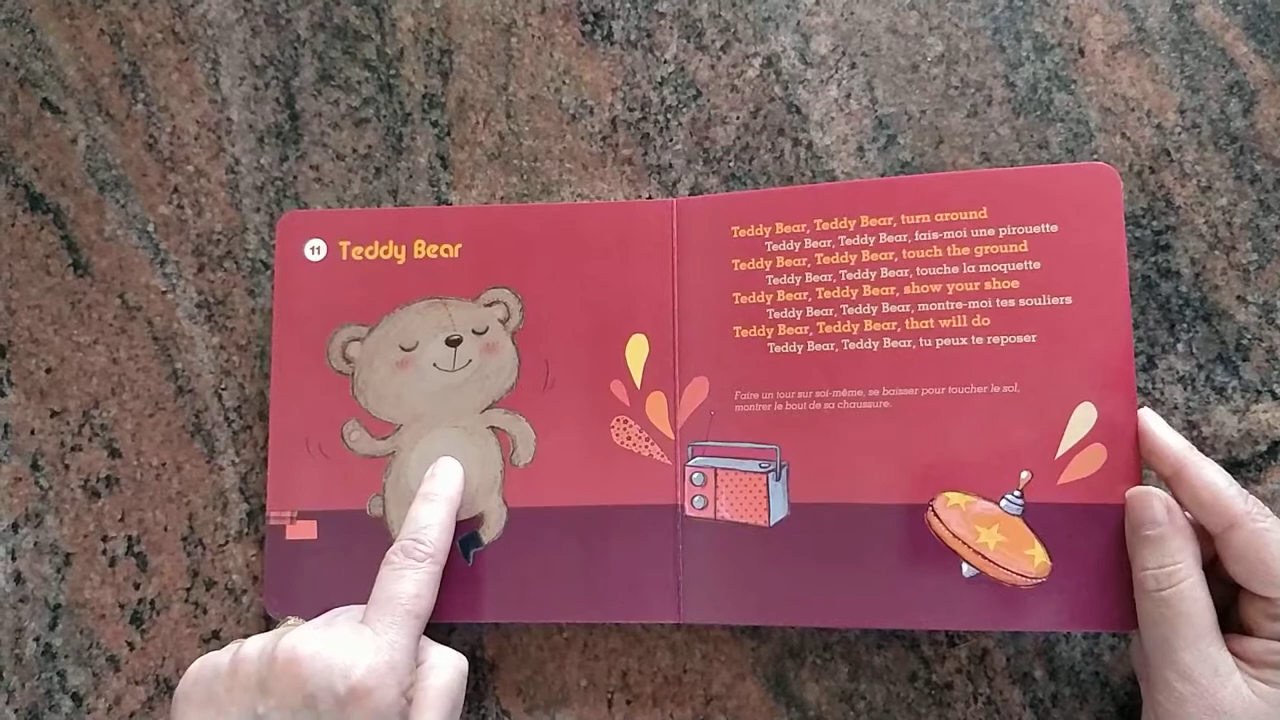 11 Teddy Bear
Teddy Bear, Teddy Bear, turn around
Teddy Bear, Teddy Bear, fais-moi une pirouette
Teddy Bear, Teddy Bear, touch the ground
Teddy Bear, Teddy Bear, touche la moquette
Teddy Bear, Teddy Bear, show your shoe
Teddy Bear, Teddy Bear, montre-moi tes souliers
Teddy Bear, Teddy Bear, that will do
Teddy Bear, Teddy Bear, tu peux te reposer
Faire un tour sur soi-même, se baisser pour toucher le sol,
montrer le bout de sa chaussure.